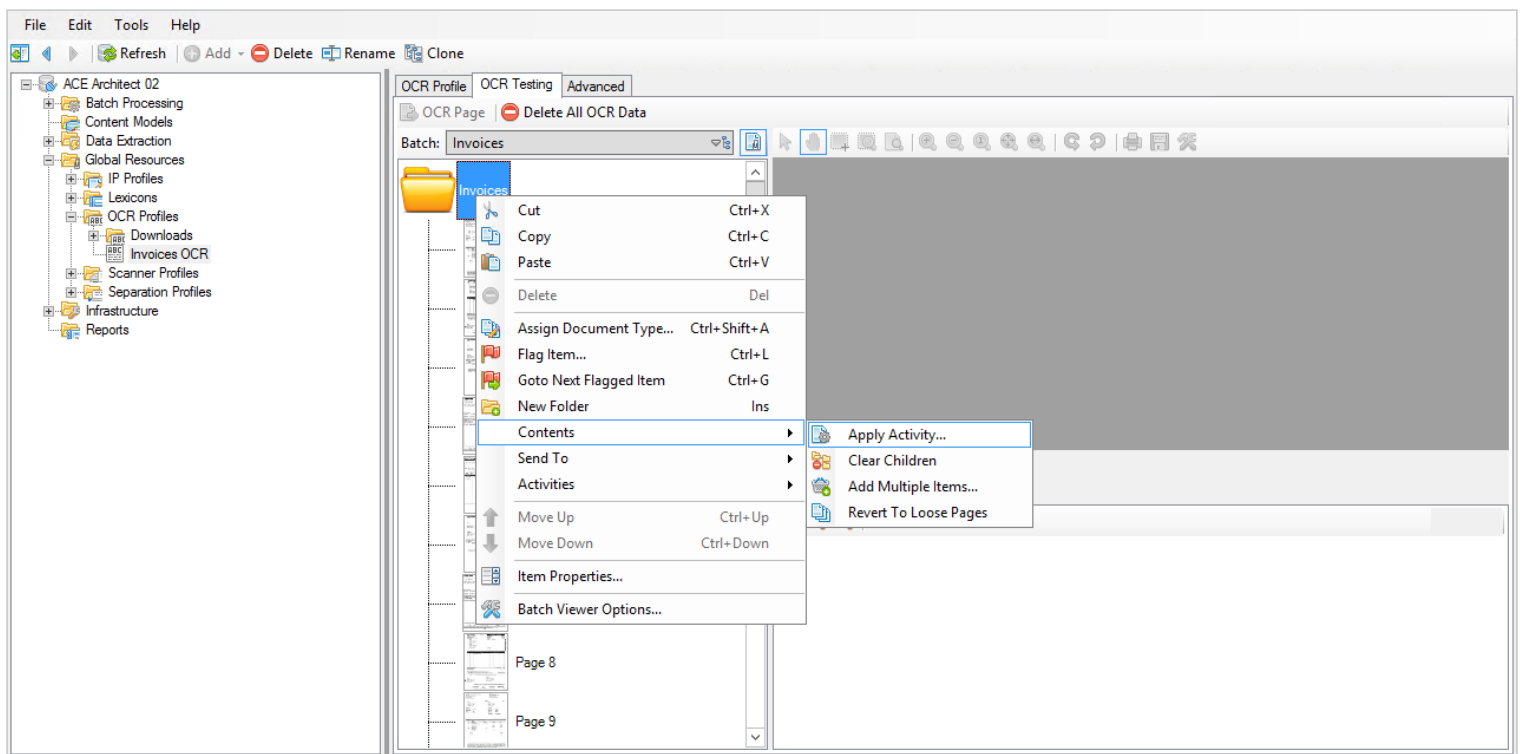 File Edit Tools Help
Refresh Add Delete Rename Clone
ACE Architect 02
Batch Processing
Content Models
Data Extraction
Global Resources
IP Profiles
Lexicons
OCR Profiles
Downloads
Invoices OCR
Scanner Profiles
Separation Profiles
Infrastructure
Reports
OCR Profile OCR Testing Advanced
OCR Page Delete All OCR Data
Batch: Invoices
Invoices
Cut Ctrl+X
Copy Ctrl+C
Paste Ctrl+V
Delete Del
Assign Document Type... Ctrl+Shift+A
Flag Item... Ctrl+L
Goto Next Flagged Item Ctrl+G
New Folder Ins
Contents
Send To
Activities
Move Up Ctrl+Up
Move Down Ctrl+Down
Item Properties...
Batch Viewer Options...
Apply Activity...
Clear Children
Add Multiple Items...
Revert To Loose Pages
Page 8
Page 9